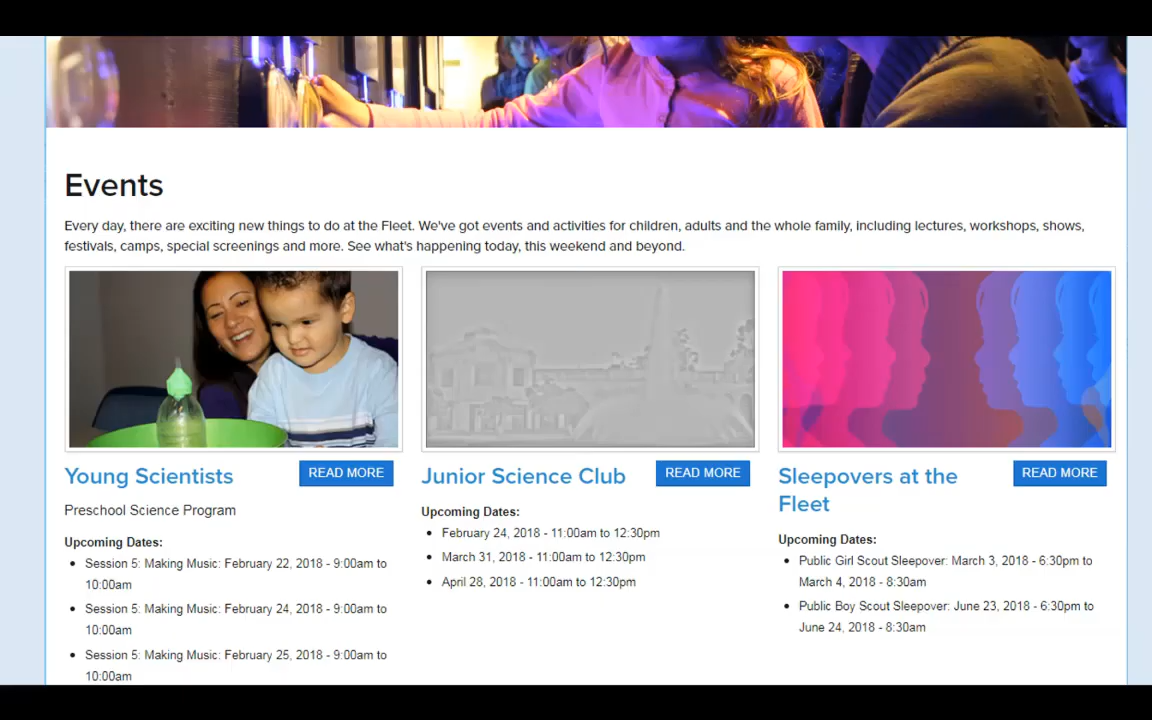 Events
Every day, there are exciting new things to do at the Fleet. We've got events and activities for children, adults and the whole family, including lectures, workshops, shows,
festivals, camps, special screenings and more. See what's happening today, this weekend and beyond.
Young Scientists
READ MORE
Preschool Science Program
Upcoming Dates:
Session 5: Making Music: February 22, 2018 - 9:00am to
10:00am
Session 5: Making Music: February 24, 2018 - 9:00am to
10:00am
Session 5: Making Music: February 25, 2018 - 9:00am to
10:00am
Junior Science Club
READ MORE
Upcoming Dates:
February 24, 2018 - 11:00am to 12:30pm
March 31, 2018 - 11:00am to 12:30pm
April 28, 2018 - 11:00am to 12:30pm
Sleepovers at the
Fleet
READ MORE
Upcoming Dates:
Public Girl Scout Sleepover: March 3, 2018 - 6:30pm to
March 4, 2018 - 8:30am
Public Boy Scout Sleepover: June 23, 2018 - 6:30pm to
June 24, 2018 - 8:30am